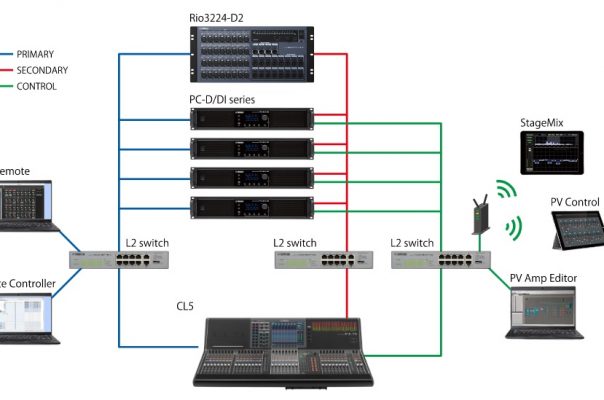 Rio3224-D2
PRIMARY
SECONDARY
CONTROL
PC-D/DI series
StageMix
emote
PV Control
L2 switch
L2 switch
L2 switch
te Controller
PV Amp Editor
CL5